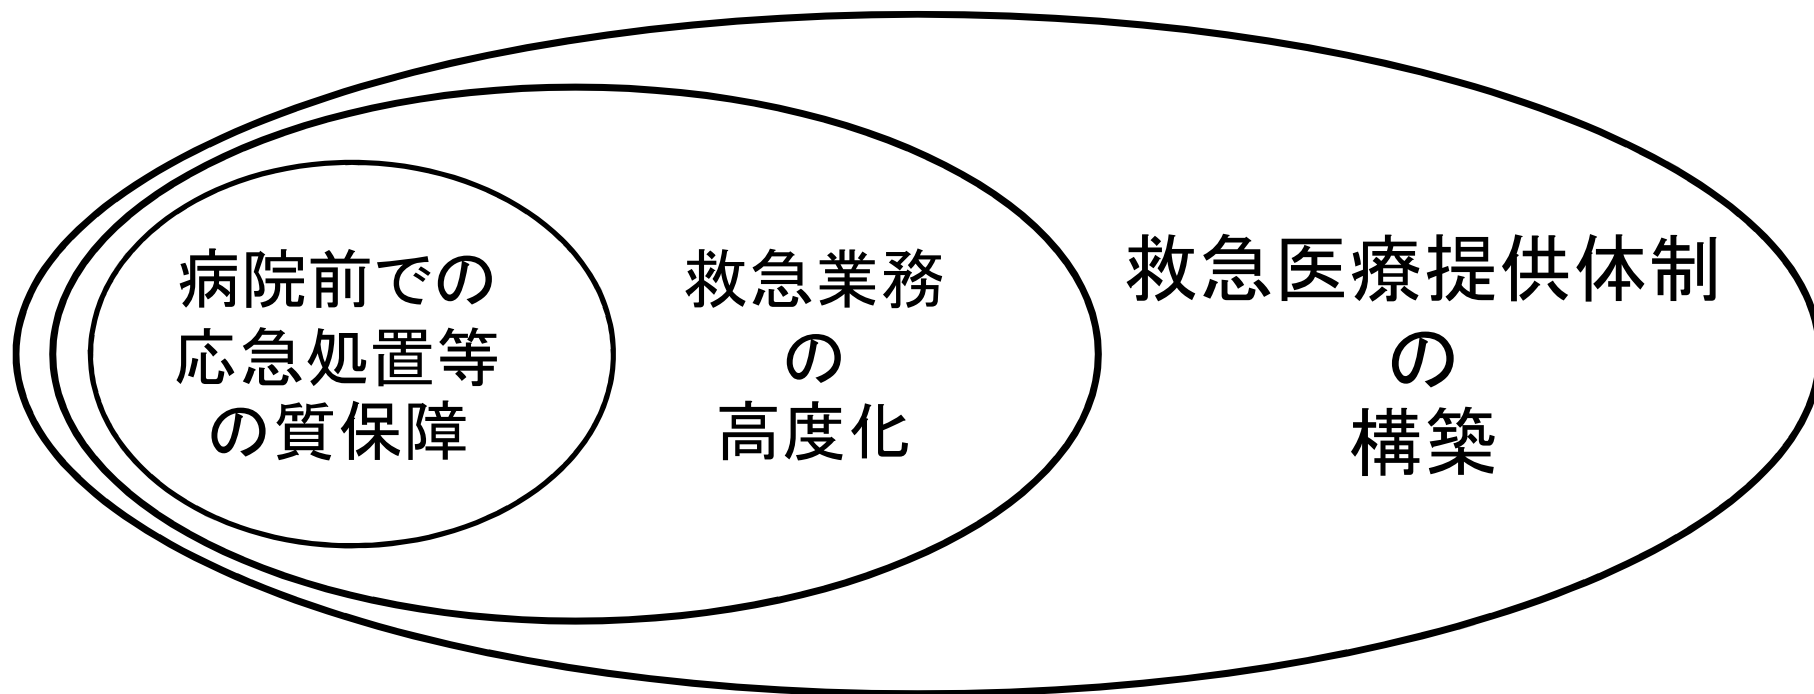 病院前での
応急処置等
の質保障
救急業務
の
高度化
救急医療提供体制
の
構築